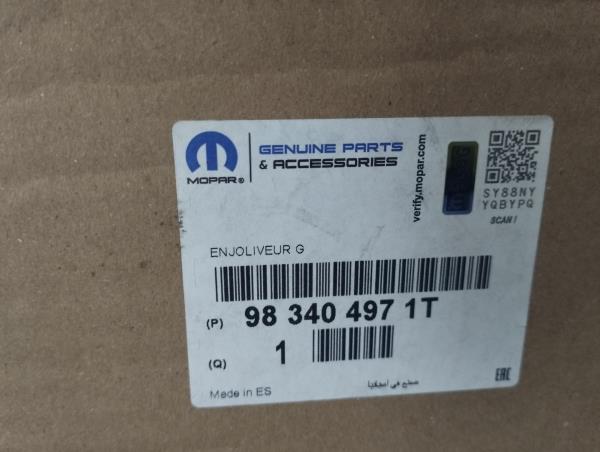 MOPAR®
GENUINE PARTS
& ACCESSORIES
verify.mopar.com
SY88NY
YQBYPQ
SCAN!
ENJOLIVEUR G
(P) 98 340 497 1T
(Q) 1
Made in ES
صنع في
EAC